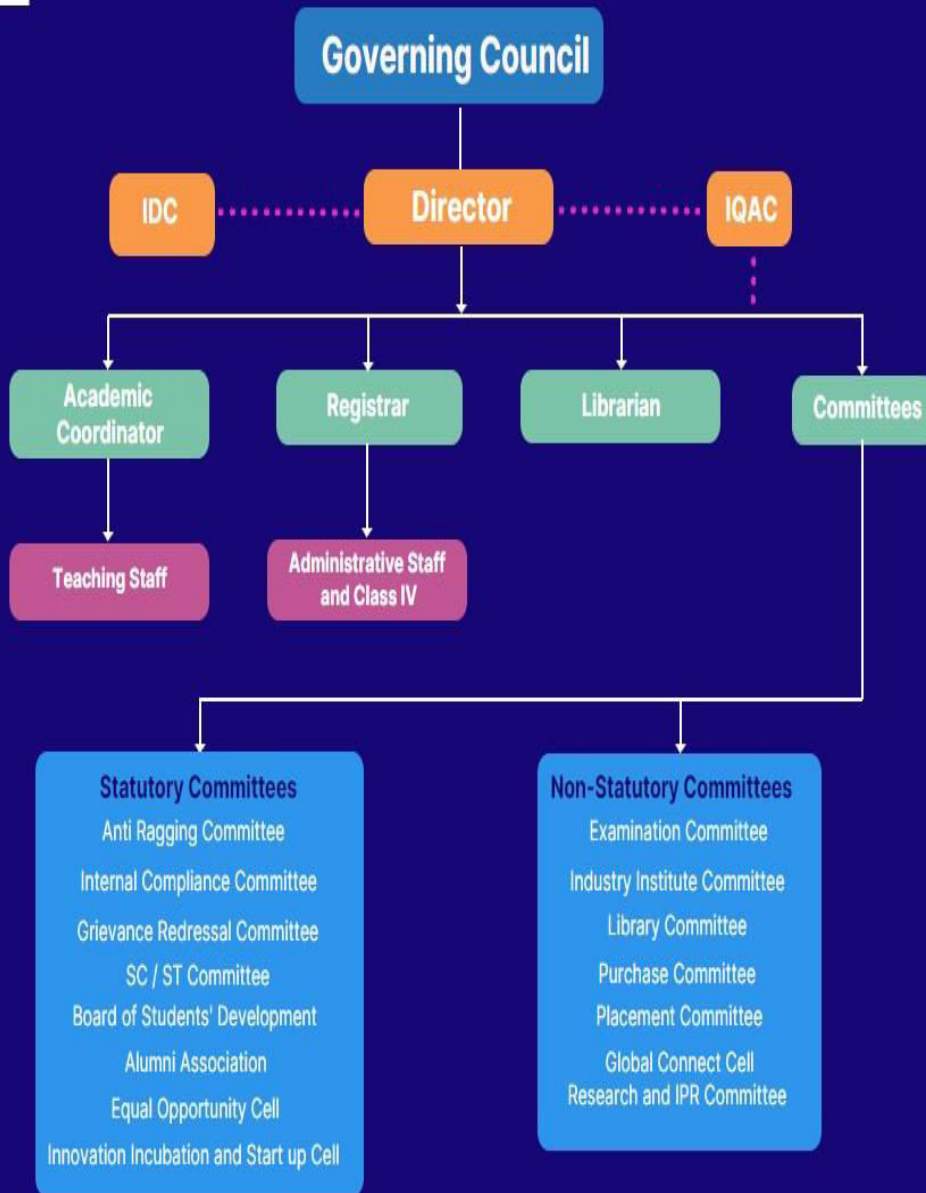 Governing Council
IDC
Director
IQAC
Academic
Coordinator
Registrar
Librarian
Committees
Teaching Staff
Administrative Staff
and Class IV
Statutory Committees
Anti Ragging Committee
Internal Compliance Committee
Grievance Redressal Committee
SC / ST Committee
Board of Students' Development
Alumni Association
Equal Opportunity Cell
Innovation Incubation and Start up Cell
Non-Statutory Committees
Examination Committee
Industry Institute Committee
Library Committee
Purchase Committee
Placement Committee
Global Connect Cell
Research and IPR Committee